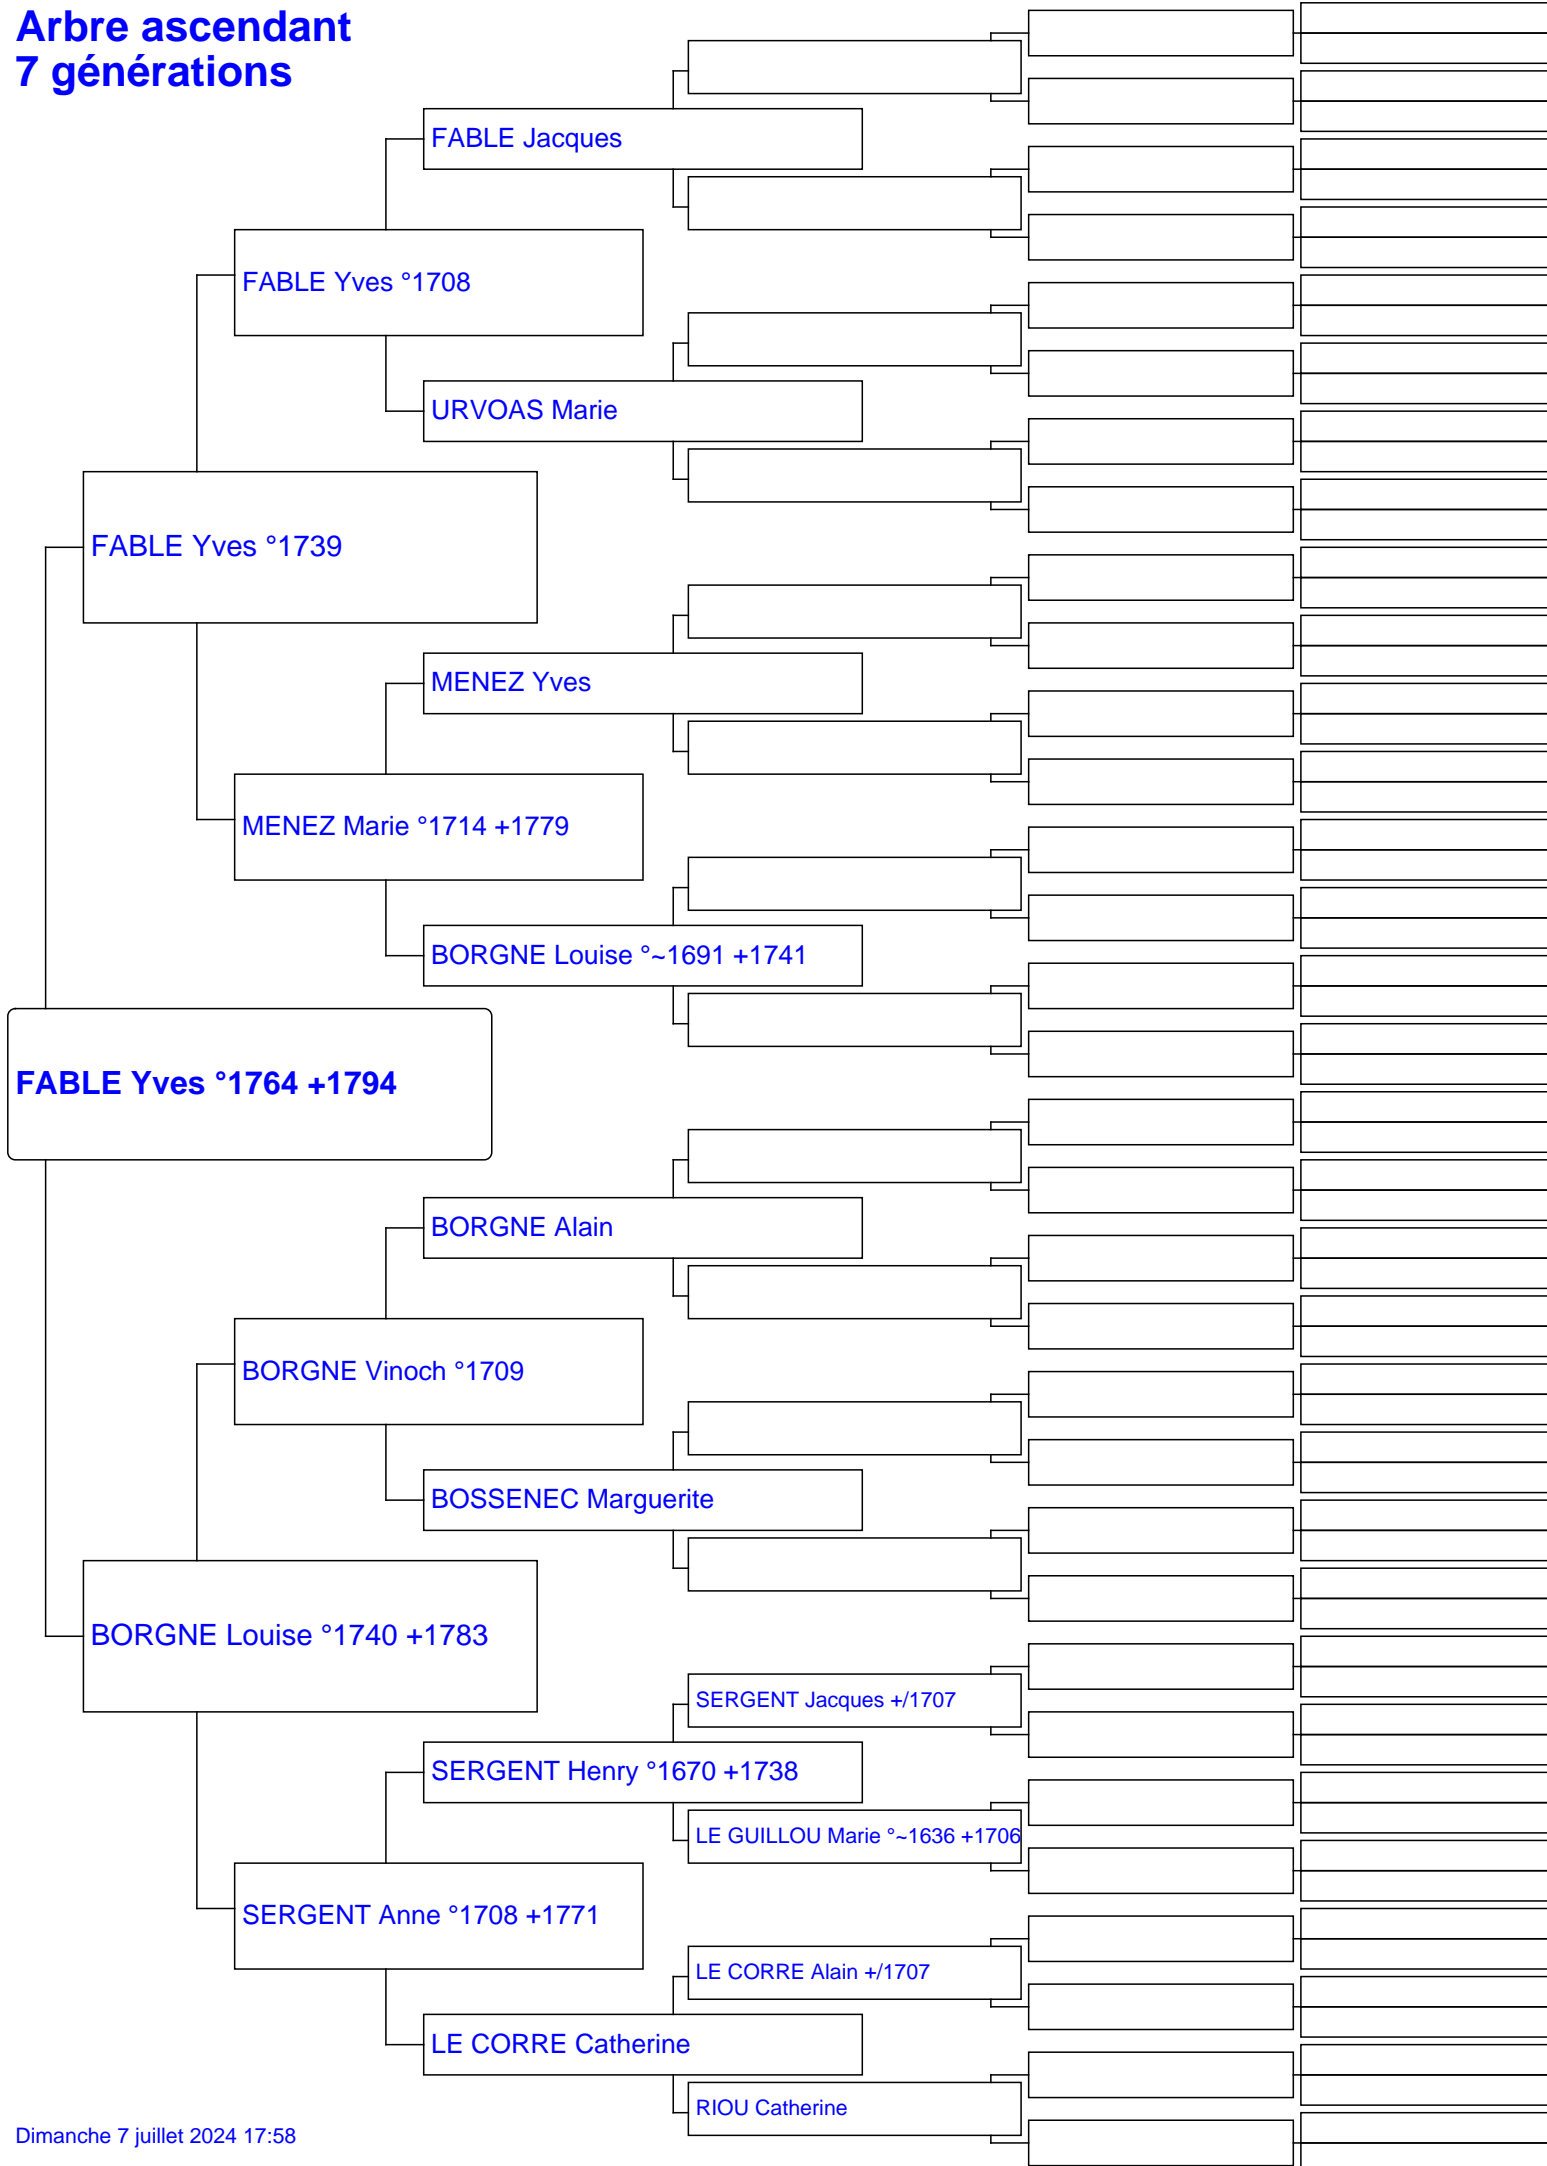 Arbre ascendant
7 générations
FABLE Jacques
FABLE Yves °1708
URVOAS Marie
FABLE Yves °1739
MENEZ Yves
MENEZ Marie °1714 +1779
BORGNE Louise °~1691 +1741
FABLE Yves °1764 +1794
BORGNE Alain
BORGNE Vinoch °1709
BOSSENEC Marguerite
BORGNE Louise °1740 +1783
SERGENT Jacques +/1707
SERGENT Henry °1670 +1738
LE GUILLOU Marie °~1636 +1706
SERGENT Anne °1708 +1771
LE CORRE Alain +/1707
LE CORRE Catherine
RIOU Catherine
Dimanche 7 juillet 2024 17:58